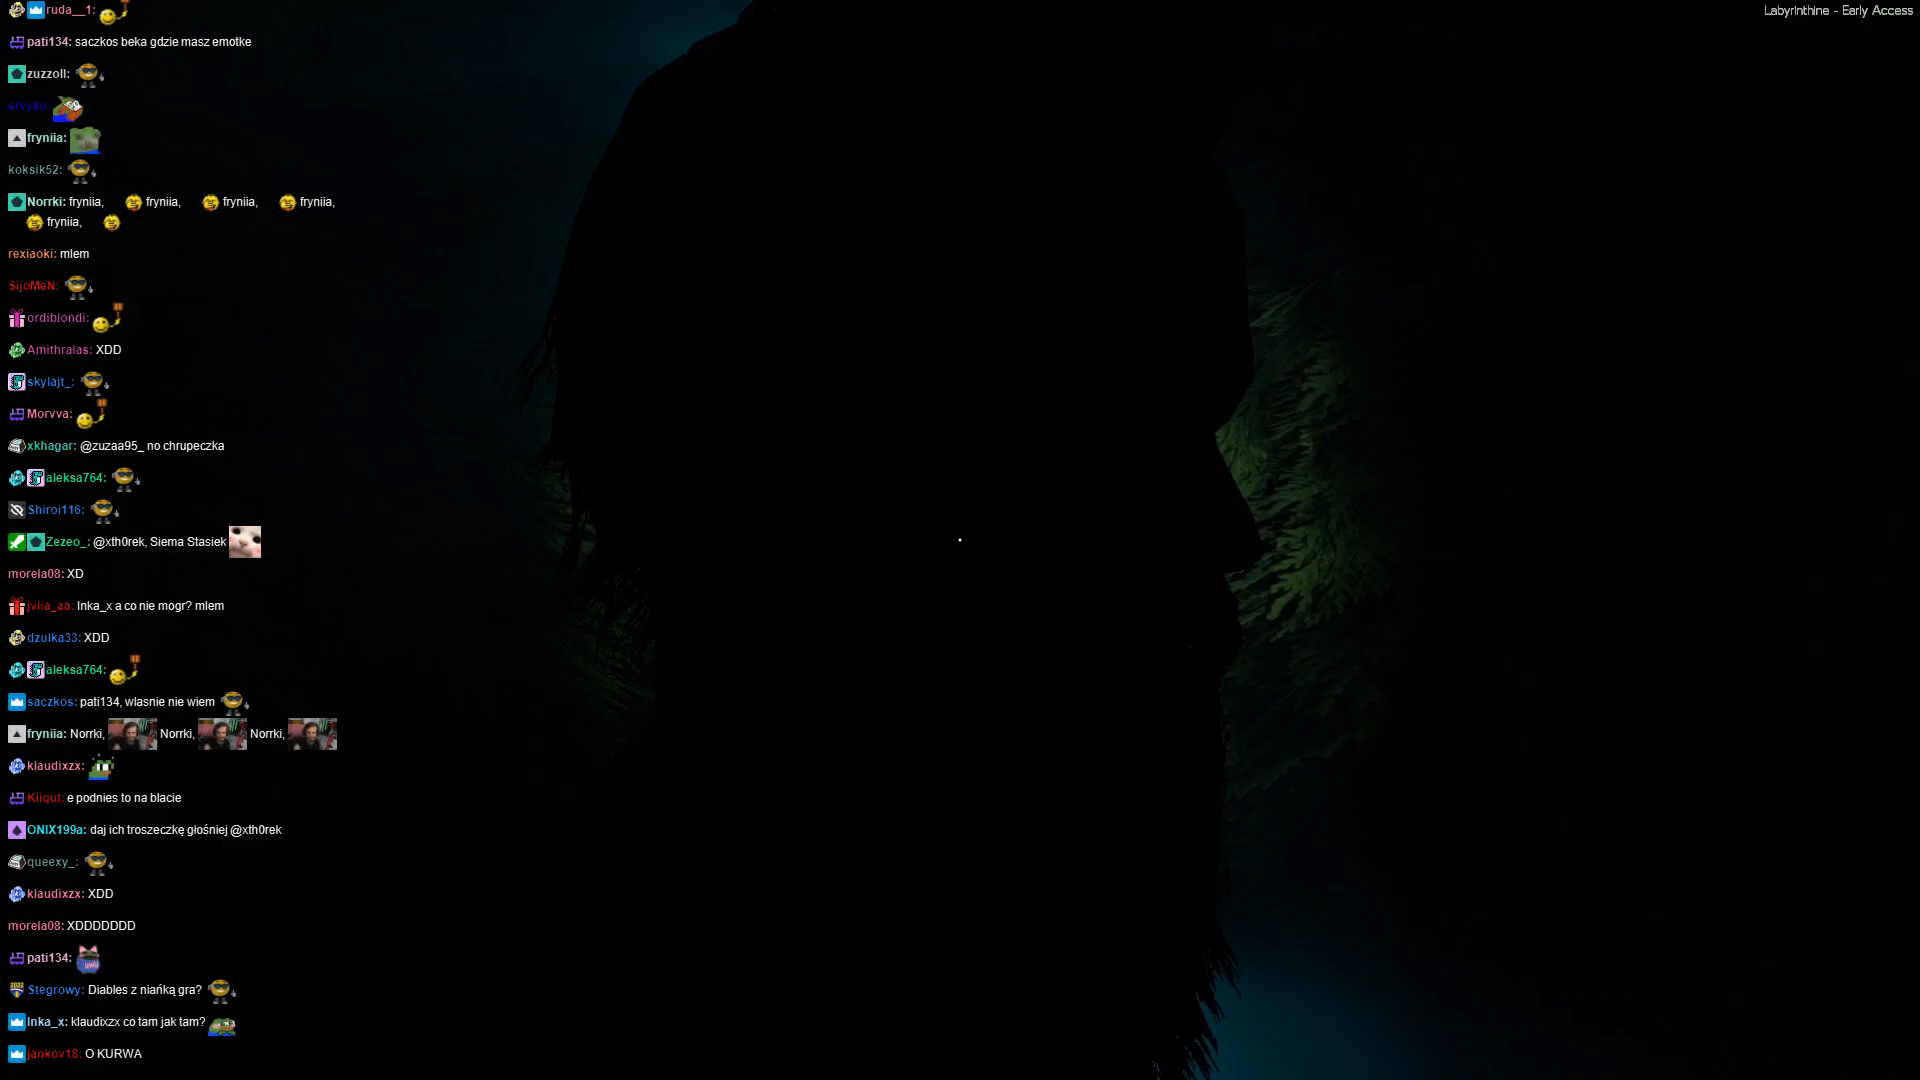 Labyrinthine - Early Access
ruda__1:
pati134: saczkos beka gdzie masz emotke
zuzzoll:
ervyllo
fryniia:
koksik52:
Norrki: fryniia, fryniia, fryniia, fryniia,
fryniia,
rexiaoki: mlem
SijoMeN:
ordiblondi:
Amithralas: XDD
skylajt_:
Morvva:
xkhagar: @zuzaa95_ no chrupeczka
aleksa764:
Shiroi116:
Zezeo_: @xth0rek, Siema Stasiek
morela08: XD
jvlia_aa: Inka_x a co nie mogr? mlem
dzulka33: XDD
aleksa764:
saczkos: pati134, wlasnie nie wiem
fryniia: Norrki, Norrki, Norrki,
klaudixzx:
Kiiqut: e podnies to na blacie
ONIX199a: daj ich troszeczkę głośniej @xth0rek
queexy_:
klaudixzx: XDD
morela08: XDDDDDDD
pati134:
Stegrowy: Diables z niańką gra?
Inka_x: klaudixzx co tam jak tam?
jankov18: O KURWA